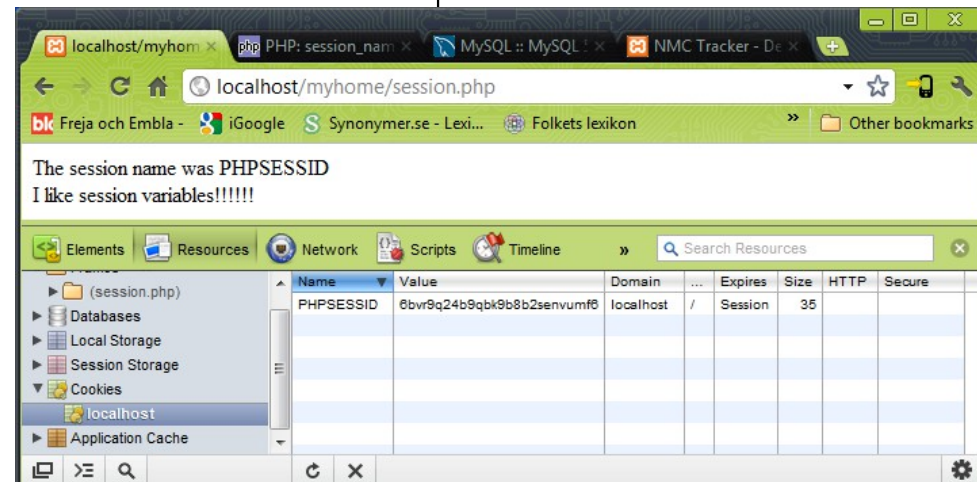 localhost/myhom
PHP: session_nam
MySQL :: MySQL
NMC Tracker - De
localhost/myhome/session.php
Freja och Embla -
iGoogle
Synonymer.se - Lexi...
Folkets lexikon
»
Other bookmarks
The session name was PHPSESSID
I like session variables!!!!!!
Elements
Resources
Network
Scripts
Timeline
»
Search Resources
(session.php)
Databases
Local Storage
Session Storage
Cookies
localhost
Application Cache
Name Value Domain ... Expires Size HTTP Secure
PHPSESSID 6bvr9q24b9qbk9b8b2senvumf6 localhost / Session 35